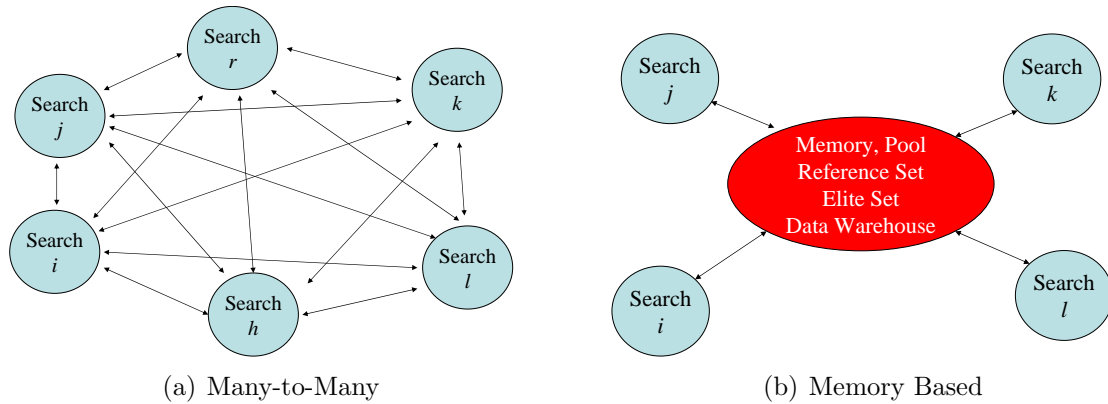 Search
r
Search
k
Search
j
Search
i
Search
h
Search
l
(a) Many-to-Many
Search
j
Search
k
Memory, Pool
Reference Set
Elite Set
Data Warehouse
Search
i
Search
l
(b) Memory Based